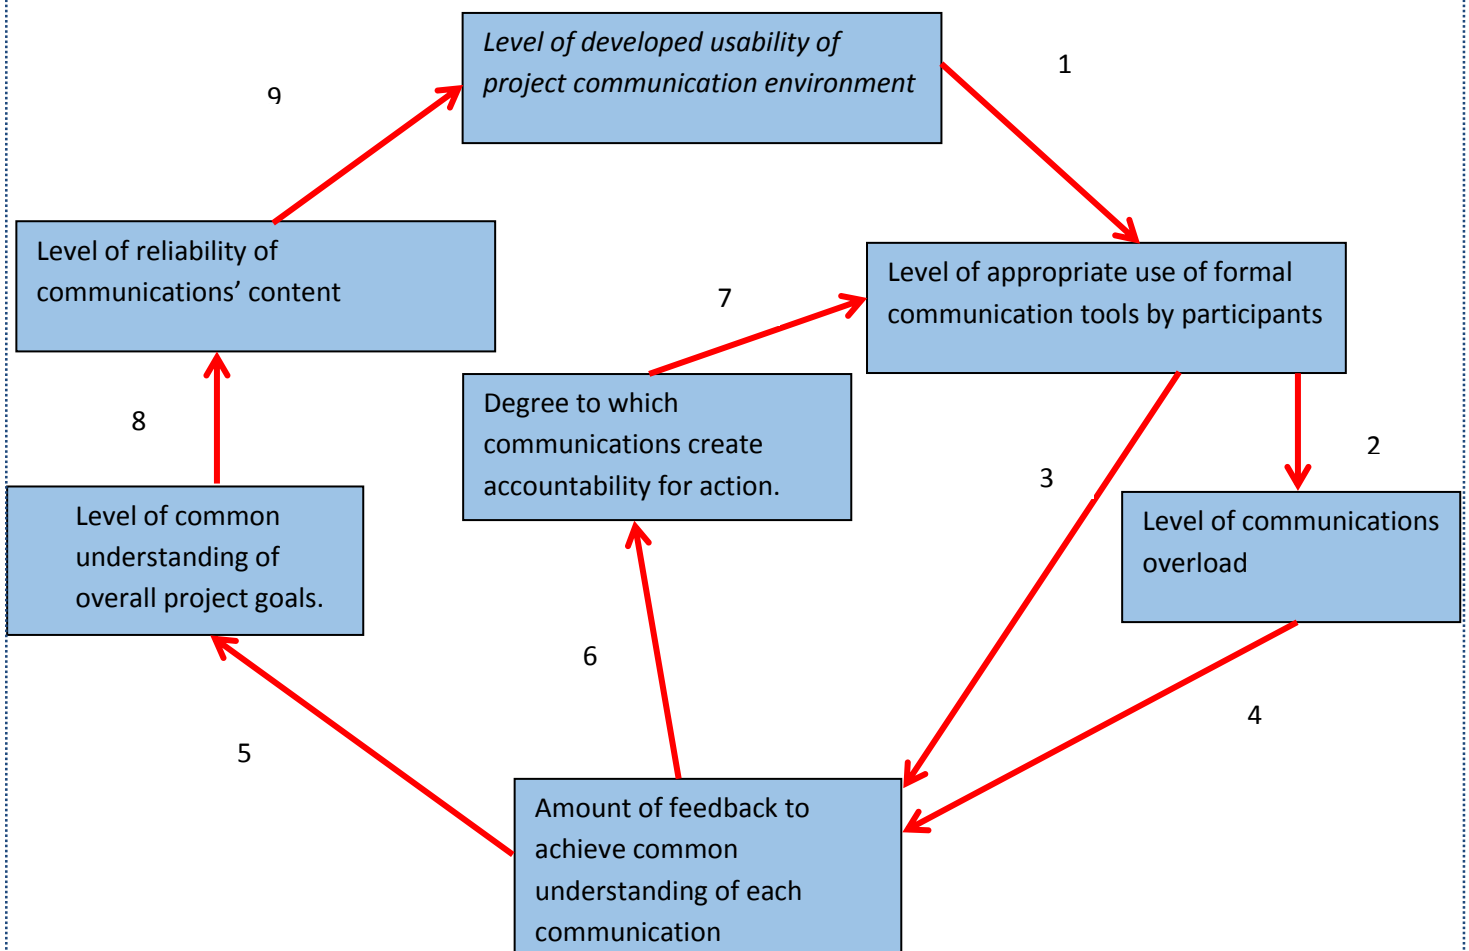 Level of developed usability of
project communication environment
1
9
Level of reliability of
communications’ content
Level of appropriate use of formal
communication tools by participants
7
Degree to which
communications create
accountability for action.
8
2
3
Level of common
understanding of
overall project goals.
Level of communications
overload
6
4
5
Amount of feedback to
achieve common
understanding of each
communication